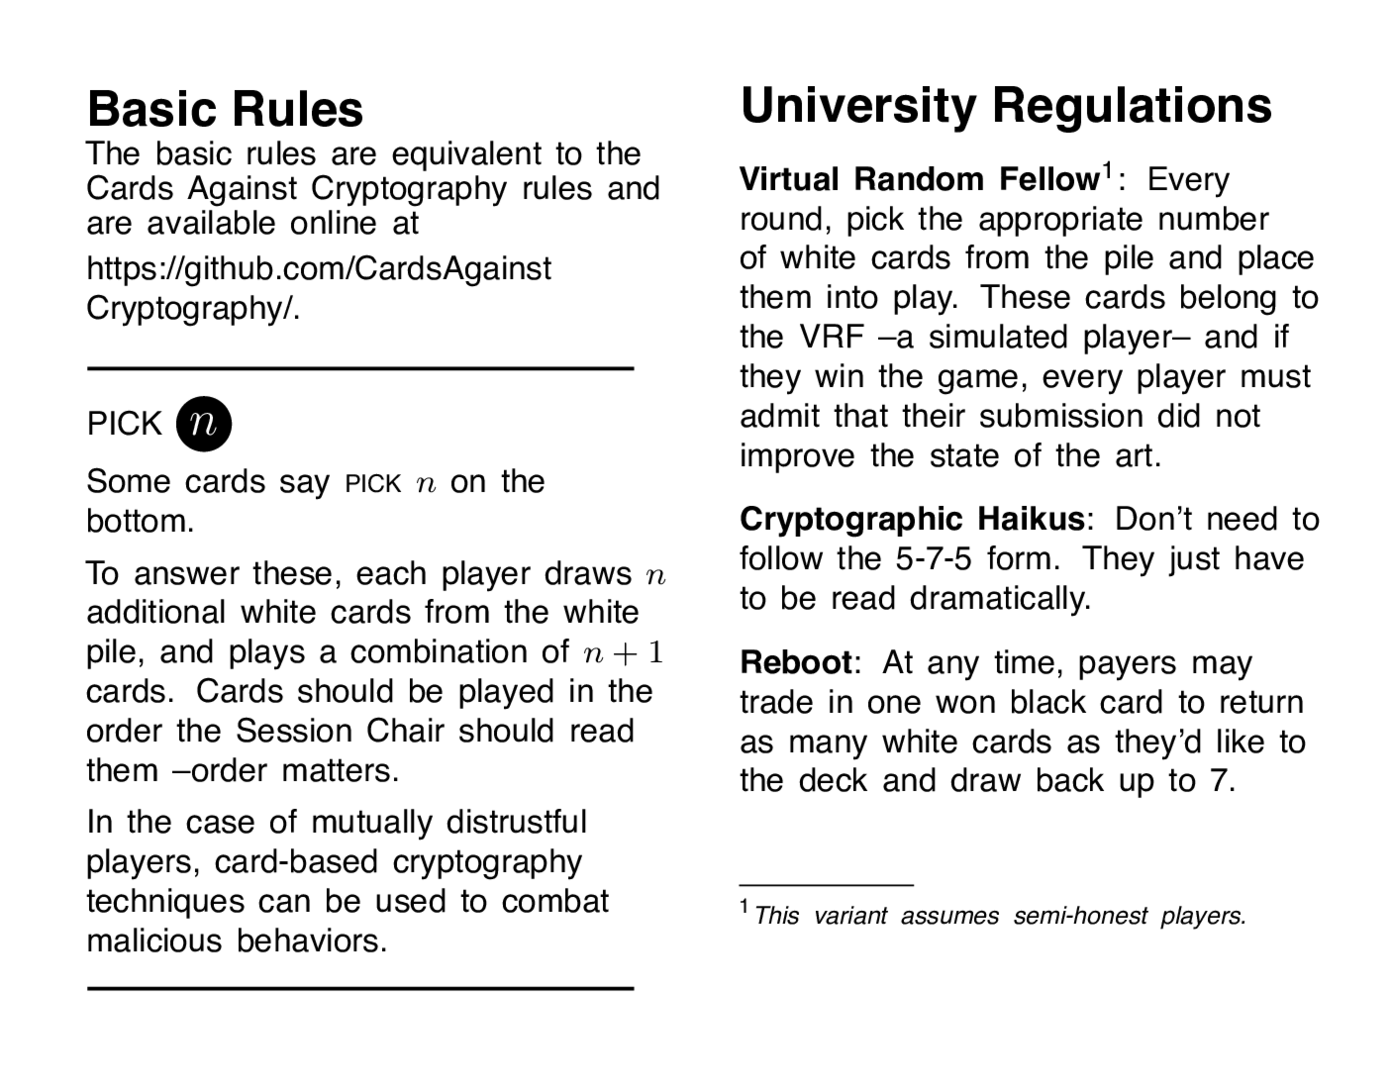 Basic Rules
The basic rules are equivalent to the
Cards Against Cryptography rules and
are available online at
https://github.com/CardsAgainst
Cryptography/.
PICK n
Some cards say PICK n on the
bottom.
To answer these, each player draws n
additional white cards from the white
pile, and plays a combination of n + 1
cards. Cards should be played in the
order the Session Chair should read
them –order matters.
In the case of mutually distrustful
players, card-based cryptography
techniques can be used to combat
malicious behaviors.
University Regulations
Virtual Random Fellow1: Every
round, pick the appropriate number
of white cards from the pile and place
them into play. These cards belong to
the VRF –a simulated player– and if
they win the game, every player must
admit that their submission did not
improve the state of the art.
Cryptographic Haikus: Don't need to
follow the 5-7-5 form. They just have
to be read dramatically.
Reboot: At any time, payers may
trade in one won black card to return
as many white cards as they'd like to
the deck and draw back up to 7.
1 This variant assumes semi-honest players.